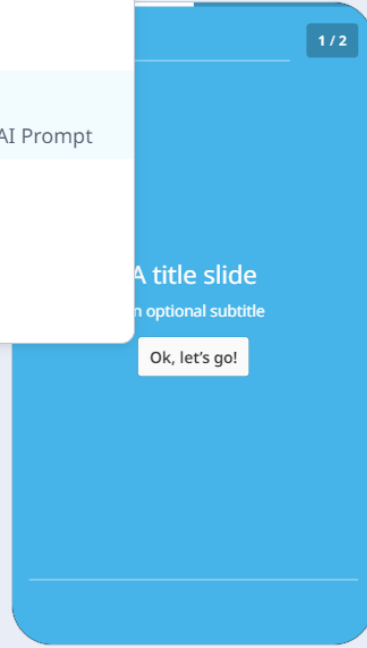 1 / 2
AI Prompt
A title slide
n optional subtitle
Ok, let's go!